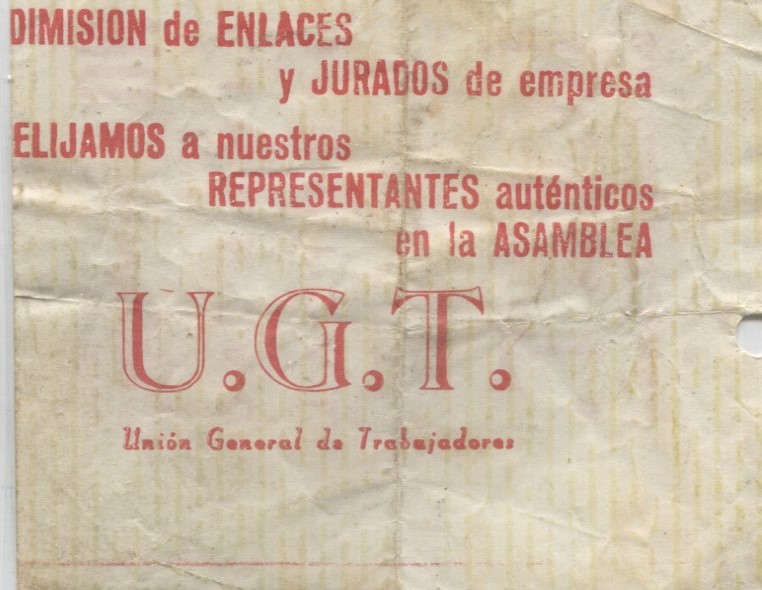 DIMISION de ENLACES
y JURADOS de empresa
ELIJAMOS a nuestros
REPRESENTANTES auténticos
en la ASAMBLEA
U.G.T.
Unión General de Trabajadores